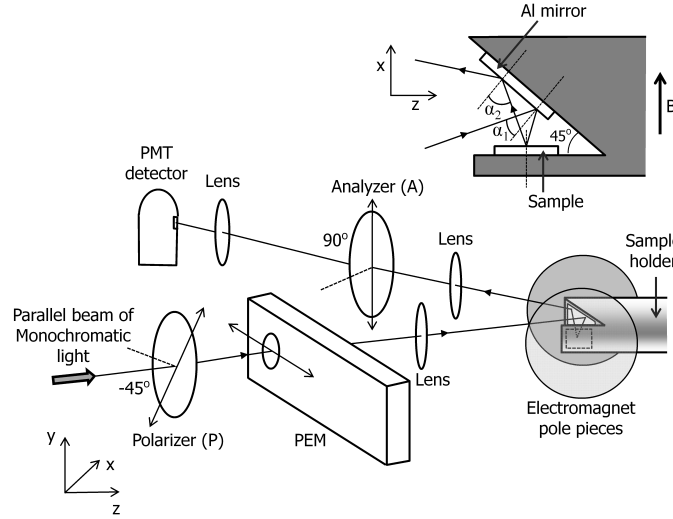 Al mirror
x
z
α₂
α₁
45°
B
Sample
PMT
detector
Lens
Analyzer (A)
90°
Lens
Sample
holder
Parallel beam of
Monochromatic
light
-45°
Lens
Polarizer (P)
PEM
Electromagnet
pole pieces
y
x
z